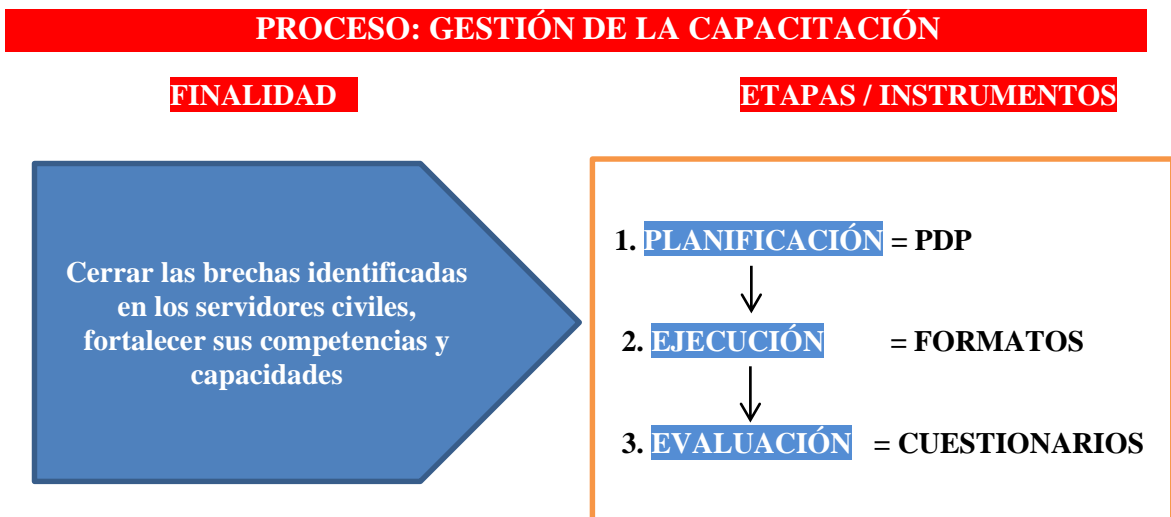 PROCESO: GESTIÓN DE LA CAPACITACIÓN
FINALIDAD
ETAPAS / INSTRUMENTOS
Cerrar las brechas identificadas
en los servidores civiles,
fortalecer sus competencias y
capacidades
1. PLANIFICACIÓN = PDP
2. EJECUCIÓN = FORMATOS
3. EVALUACIÓN = CUESTIONARIOS